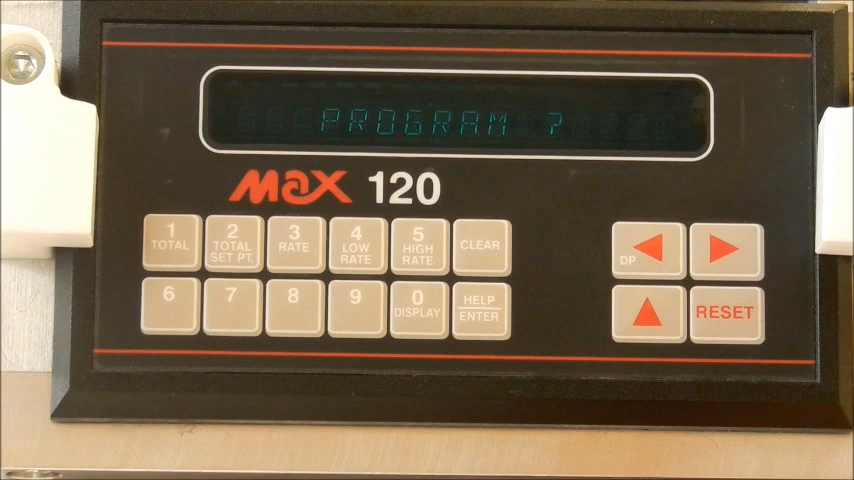 PROGRAM ?
MAX 120
1 TOTAL
2 TOTAL SET PT.
3 RATE
4 LOW RATE
5 HIGH RATE
CLEAR
DP
6
7
8
9
0 DISPLAY
HELP ENTER
RESET